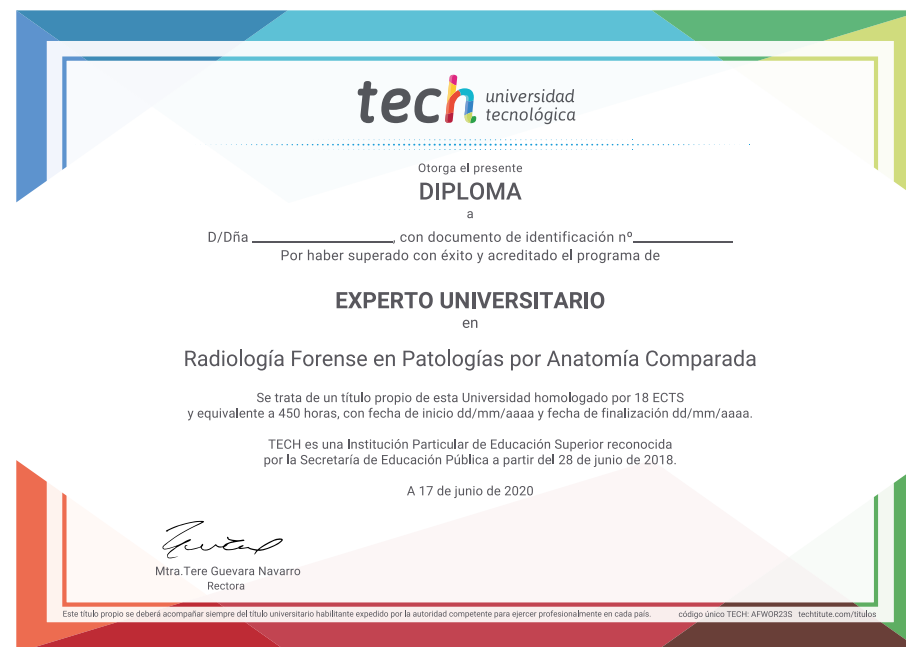 tech universidad
tecnológica
Otorga el presente
DIPLOMA
a
D/Dña , con documento de identificación nº
Por haber superado con éxito y acreditado el programa de
EXPERTO UNIVERSITARIO
en
Radiología Forense en Patologías por Anatomía Comparada
Se trata de un título propio de esta Universidad homologado por 18 ECTS
y equivalente a 450 horas, con fecha de inicio dd/mm/aaaa y fecha de finalización dd/mm/aaaa.
TECH es una Institución Particular de Educación Superior reconocida
por la Secretaría de Educación Pública a partir del 28 de junio de 2018.
A 17 de junio de 2020
Mtra.Tere Guevara Navarro
Rectora
Este título propio se deberá acompañar siempre del título universitario habilitante expedido por la autoridad competente para ejercer profesionalmente en cada país. código único TECH: AFWOR23S techtitute.com/titulos